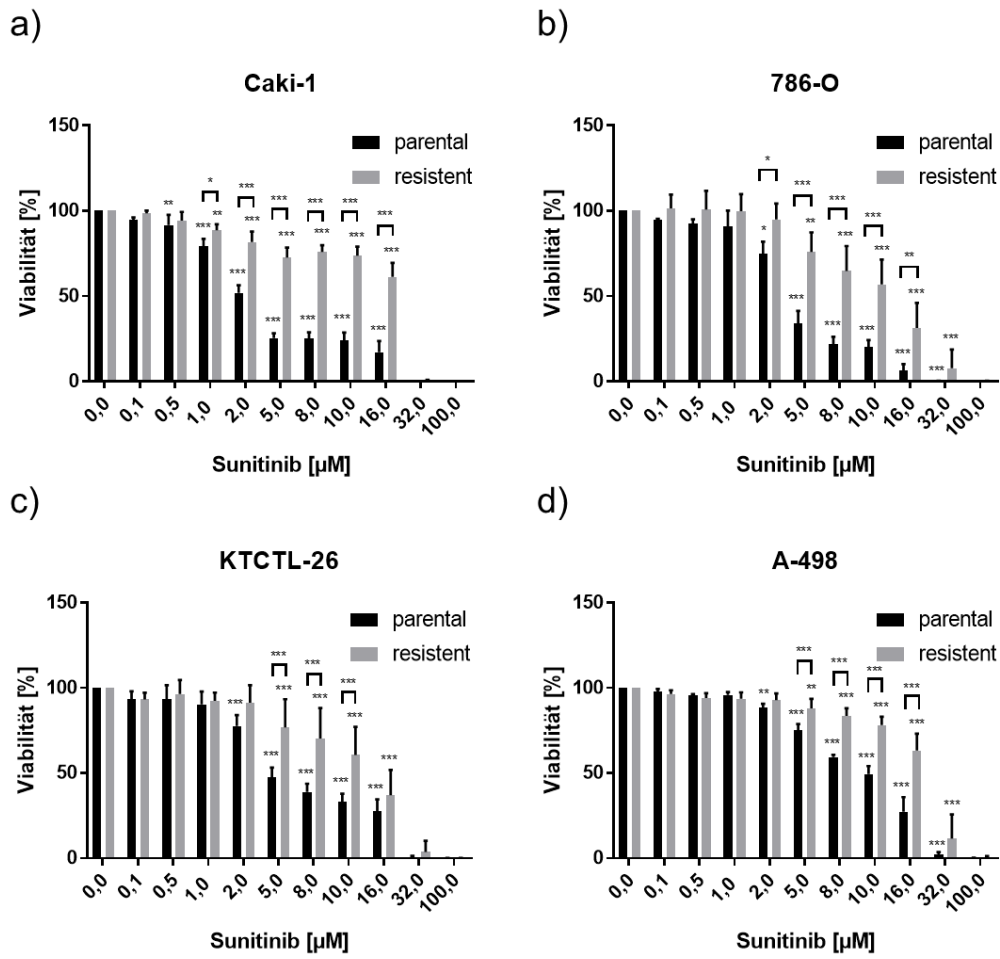 a)
Caki-1
150
100
50
0
Viabilität [%]
parental
resistent
** *** * ** *** *** *** *** *** *** *** *** *** *** *** *** ***
0,0 0,1 0,5 1,0 2,0 5,0 8,0 10,0 16,0 32,0 100,0
Sunitinib [µM]
b)
786-O
150
100
50
0
Viabilität [%]
parental
resistent
* * *** *** ** *** *** *** *** *** *** *** ** *** *** ***
0,0 0,1 0,5 1,0 2,0 5,0 8,0 10,0 16,0 32,0 100,0
Sunitinib [µM]
c)
KTCTL-26
150
100
50
0
Viabilität [%]
parental
resistent
*** *** *** *** *** *** *** *** *** *** *** ***
0,0 0,1 0,5 1,0 2,0 5,0 8,0 10,0 16,0 32,0 100,0
Sunitinib [µM]
d)
A-498
150
100
50
0
Viabilität [%]
parental
resistent
** *** *** ** *** *** *** *** *** *** *** *** *** *** ***
0,0 0,1 0,5 1,0 2,0 5,0 8,0 10,0 16,0 32,0 100,0
Sunitinib [µM]